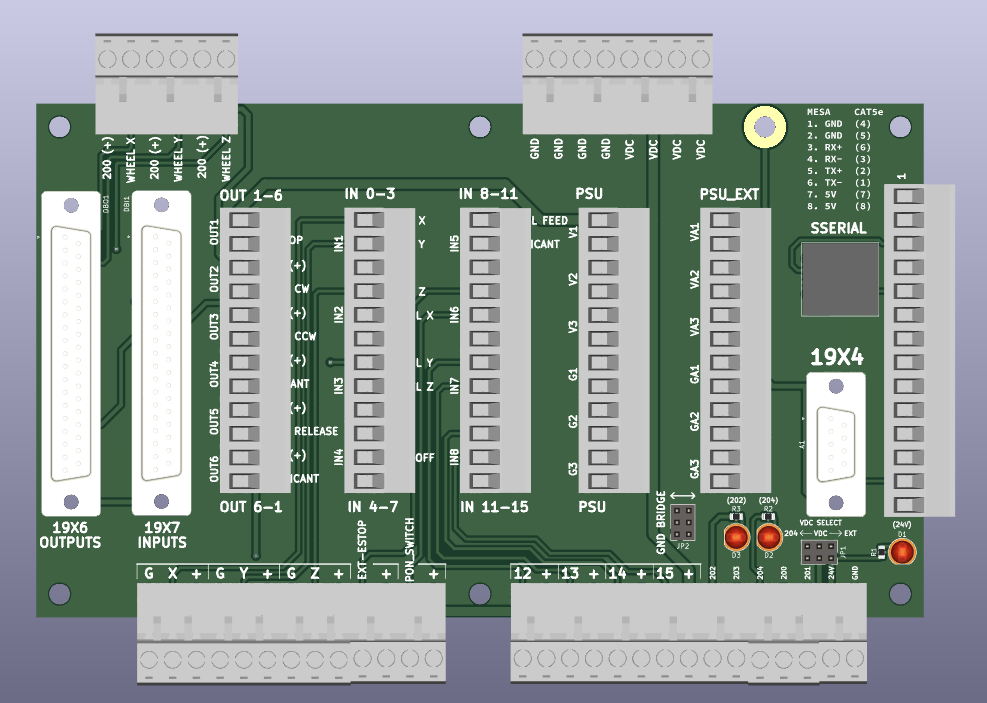 200 (+)
WHEEL X
200 (+)
WHEEL Y
200 (+)
WHEEL Z
GND
GND
GND
GND
VDC
VDC
VDC
VDC
MESA CAT5e
1. GND (4)
2. GND (5)
3. RX+ (6)
4. RX- (3)
5. TX+ (2)
6. TX- (1)
7. 5V (7)
8. 5V (8)
1
DBO1
DBI1
OUT 1-6
IN 0-3
IN 8-11
PSU
PSU_EXT
SSERIAL
OUT1
OUT2
OUT3
OUT4
OUT5
OUT6
OP
(+)
CW
(+)
CCW
(+)
ANT
(+)
RELEASE
(+)
ICANT
IN1
IN2
IN3
IN4
X
Y
Z
L X
L Y
L Z
OFF
IN5
IN6
IN7
IN8
L FEED
ICANT
V1
V2
V3
G1
G2
G3
VA1
VA2
VA3
GA1
GA2
GA3
19X4
A1
19X6
OUTPUTS
19X7
INPUTS
OUT 6-1
IN 4-7
IN 11-15
PSU
GND BRIDGE
JP2
(202)
R3
D3
(204)
R2
D2
VDC SELECT
204 VDC EXT
JP1
(24V)
R1
D1
G X + G Y + G Z + EXT-ESTOP + PON_SWITCH +
12 + 13 + 14 + 15 + 202 203 204 200 201 24V GND